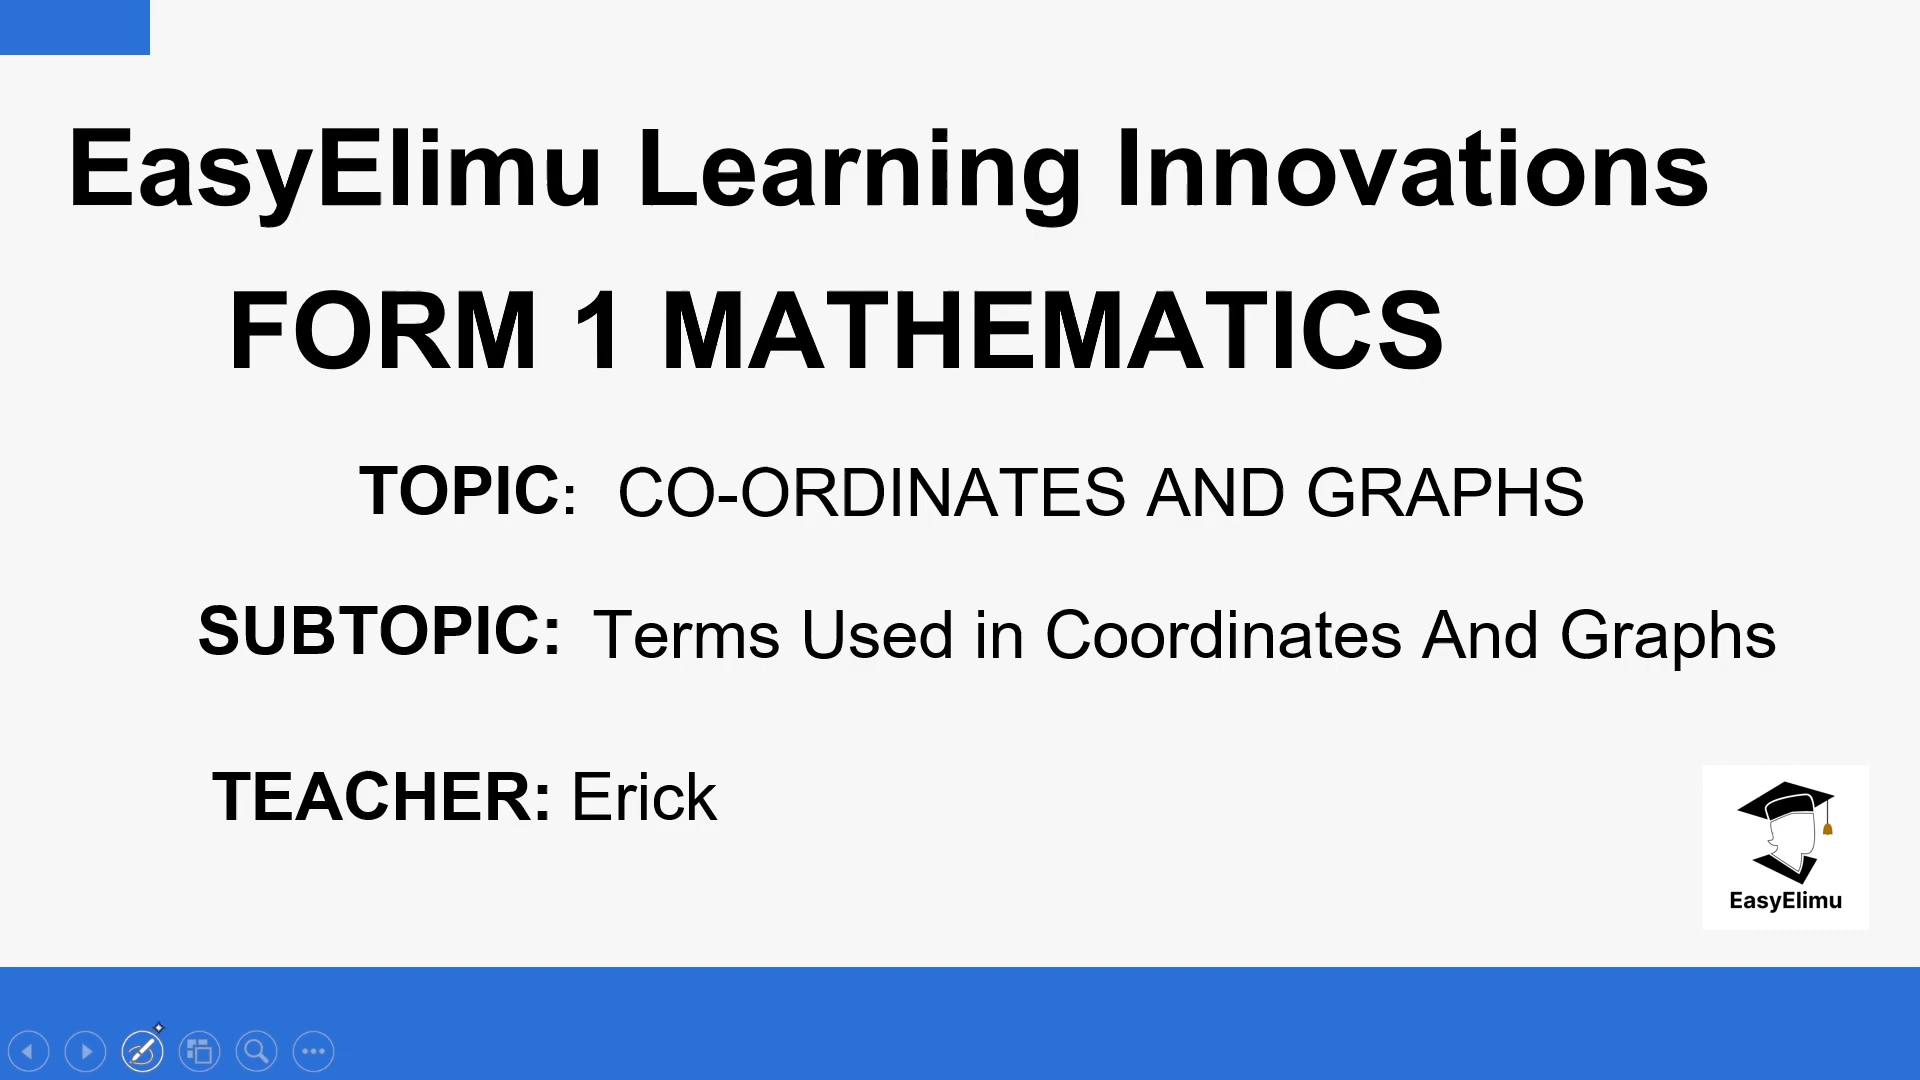 EasyElimu Learning Innovations
FORM 1 MATHEMATICS
TOPIC: CO-ORDINATES AND GRAPHS
SUBTOPIC: Terms Used in Coordinates And Graphs
TEACHER: Erick
EasyElimu